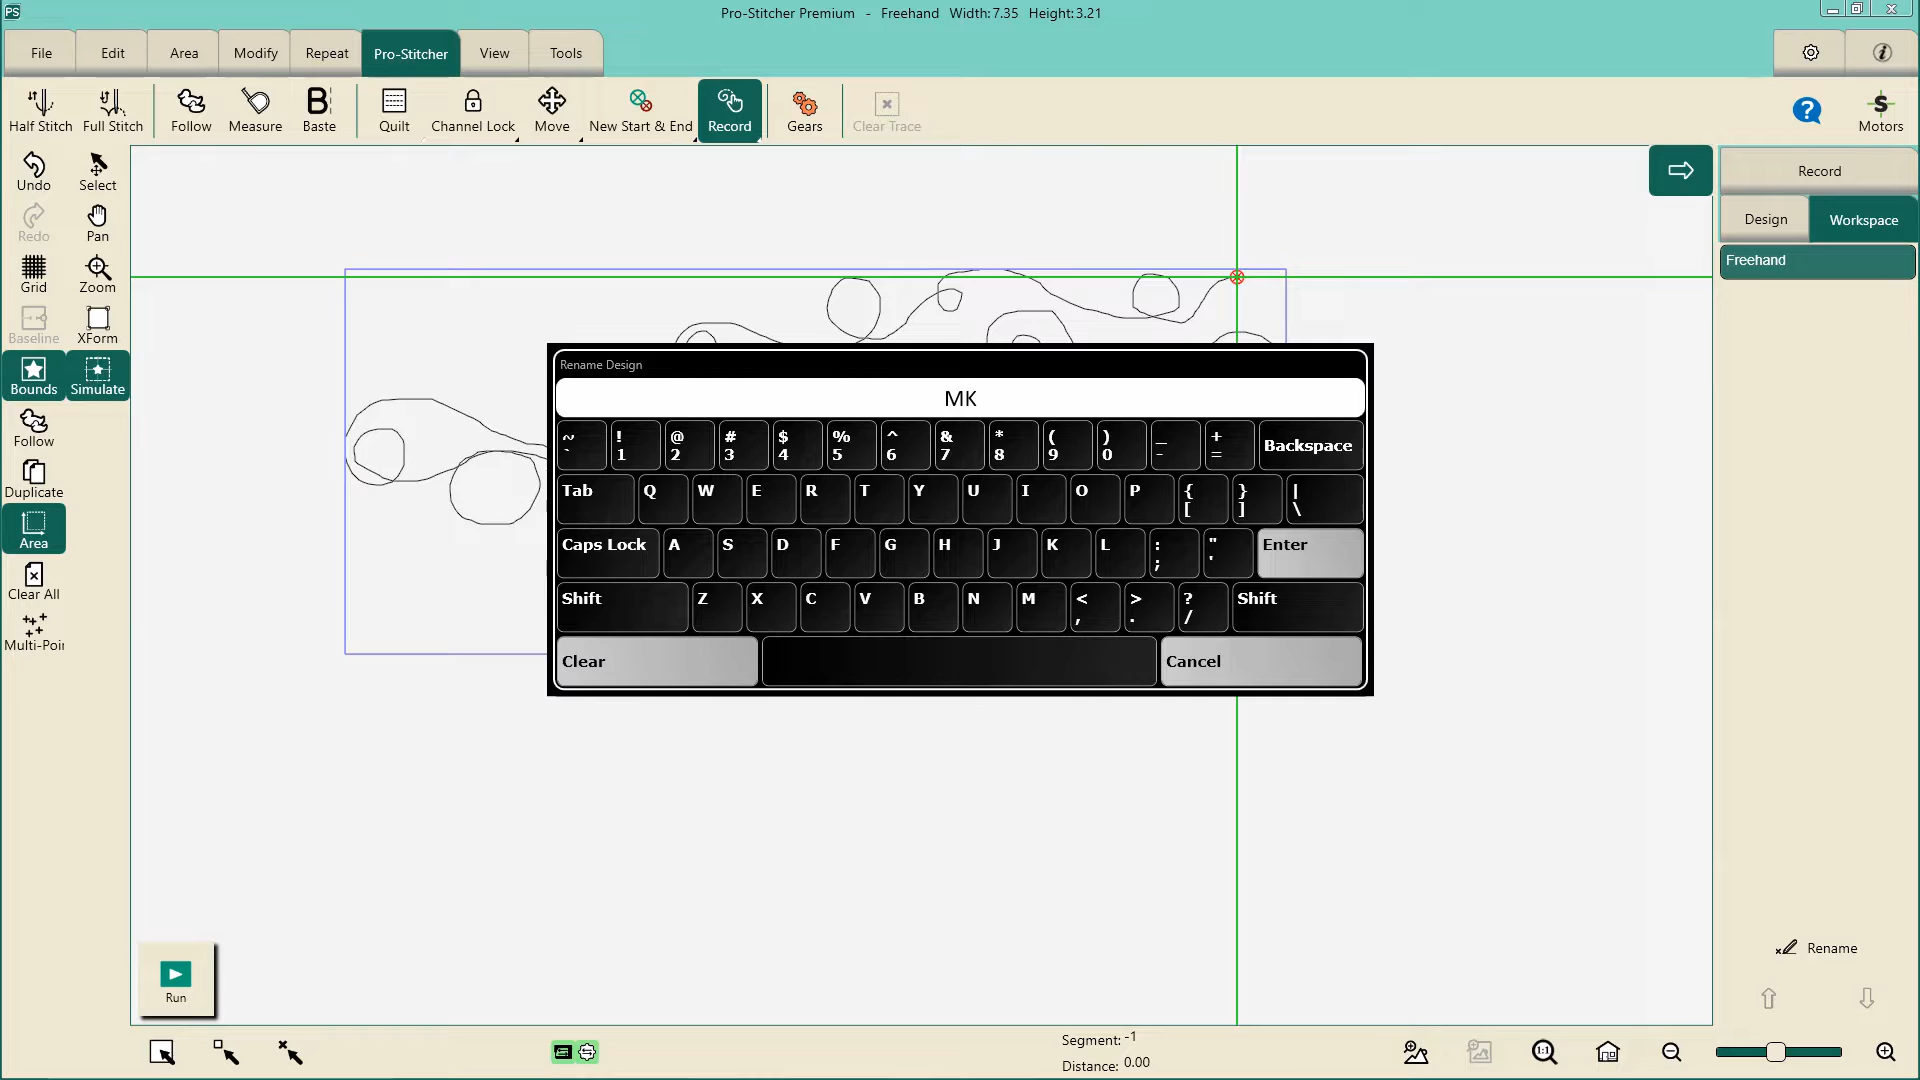 PS
Pro-Stitcher Premium - Freehand Width: 7.35 Height: 3.21
File Edit Area Modify Repeat Pro-Stitcher View Tools
Half Stitch Full Stitch Follow Measure Baste Quilt Channel Lock Move New Start & End Record Gears Clear Trace Motors
Undo Select
Redo Pan
Grid Zoom
Baseline XForm
Bounds Simulate
Follow
Duplicate
Area
Clear All
Multi-Poi
Record
Design Workspace
Freehand
Rename Design
MK
~ ! @ # $ % ^ & * ( ) _ + Backspace
` 1 2 3 4 5 6 7 8 9 0 - =
Tab Q W E R T Y U I O P { } |
[ ] \
Caps Lock A S D F G H J K L : " Enter
; '
Shift Z X C V B N M < > ? Shift
, . /
Clear Cancel
Rename
Run
Segment: -1
Distance: 0.00
1:1